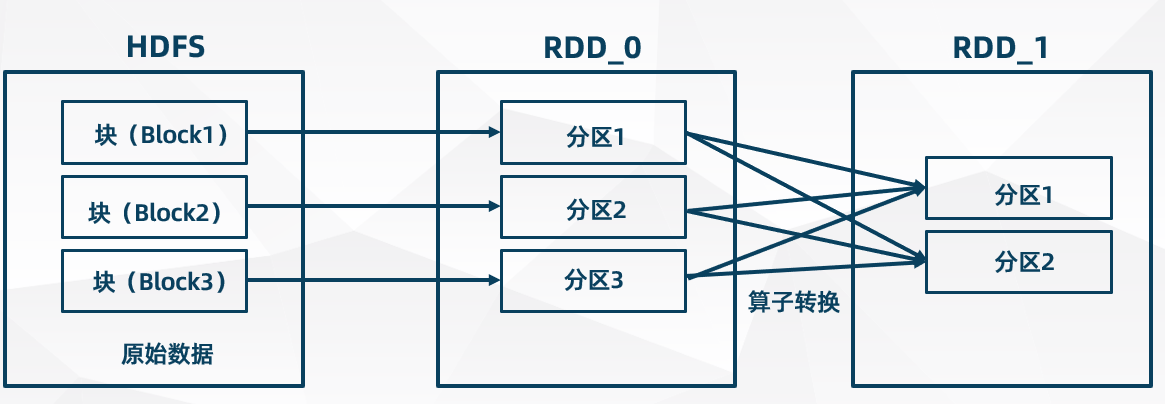 HDFS
块（Block1）
块（Block2）
块（Block3）
原始数据
RDD_0
分区1
分区2
分区3
算子转换
RDD_1
分区1
分区2